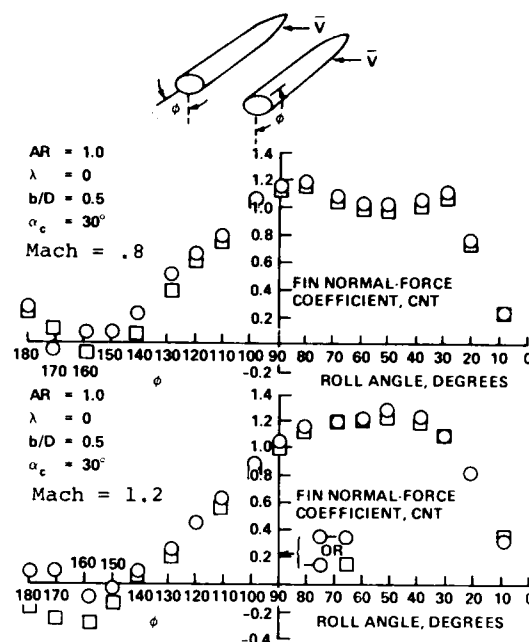 V̄
V̄
ϕ
ϕ
AR = 1.0
λ = 0
b/D = 0.5
α_c = 30°
Mach = .8
1.4
1.2
1.0
0.8
0.6
0.4
0.2
-0.2
FIN NORMAL-FORCE
COEFFICIENT, CNT
180 170 160 150 140 130 120 110 100 90 80 70 60 50 40 30 20 10 0
ϕ
ROLL ANGLE, DEGREES
AR = 1.0
λ = 0
b/D = 0.5
α_c = 30°
Mach = 1.2
1.4
1.2
1.0
0.8
0.6
0.4
0.2
-0.2
-0.4
FIN NORMAL-FORCE
COEFFICIENT, CNT
OR
180 170 160 150 140 130 120 110 100 90 80 70 60 50 40 30 20 10 0
ϕ
ROLL ANGLE, DEGREES